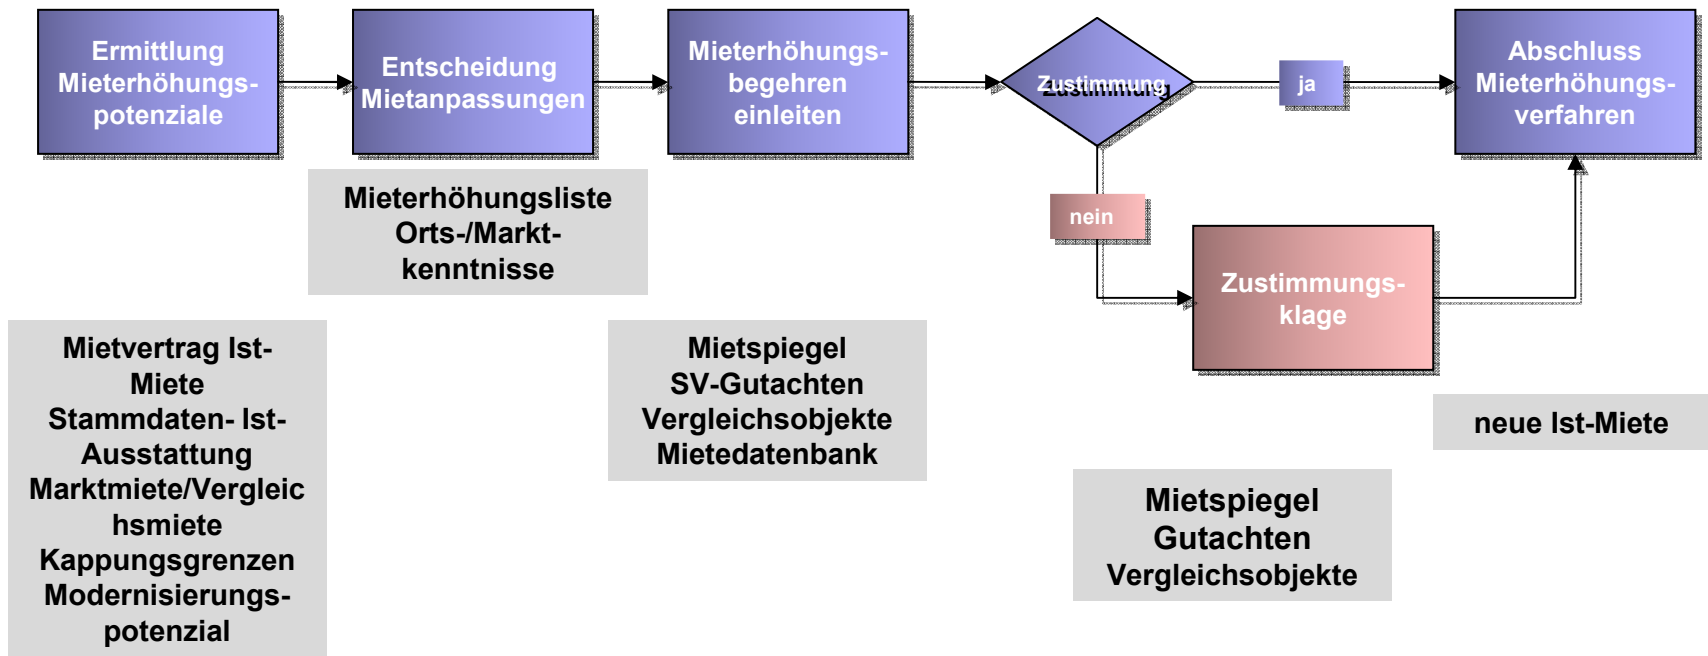 Ermittlung
Mieterhöhungs-
potenziale
Entscheidung
Mietanpassungen
Mieterhöhungs-
begehren
einleiten
Zustimmung
ja
Abschluss
Mieterhöhungs-
verfahren
nein
Zustimmungs-
klage
Mieterhöhungsliste
Orts-/Markt-
kenntnisse
Mietvertrag Ist-
Miete
Stammdaten- Ist-
Ausstattung
Marktmiete/Vergleic
hsmiete
Kappungsgrenzen
Modernisierungs-
potenzial
Mietspiegel
SV-Gutachten
Vergleichsobjekte
Mietedatenbank
Mietspiegel
Gutachten
Vergleichsobjekte
neue Ist-Miete